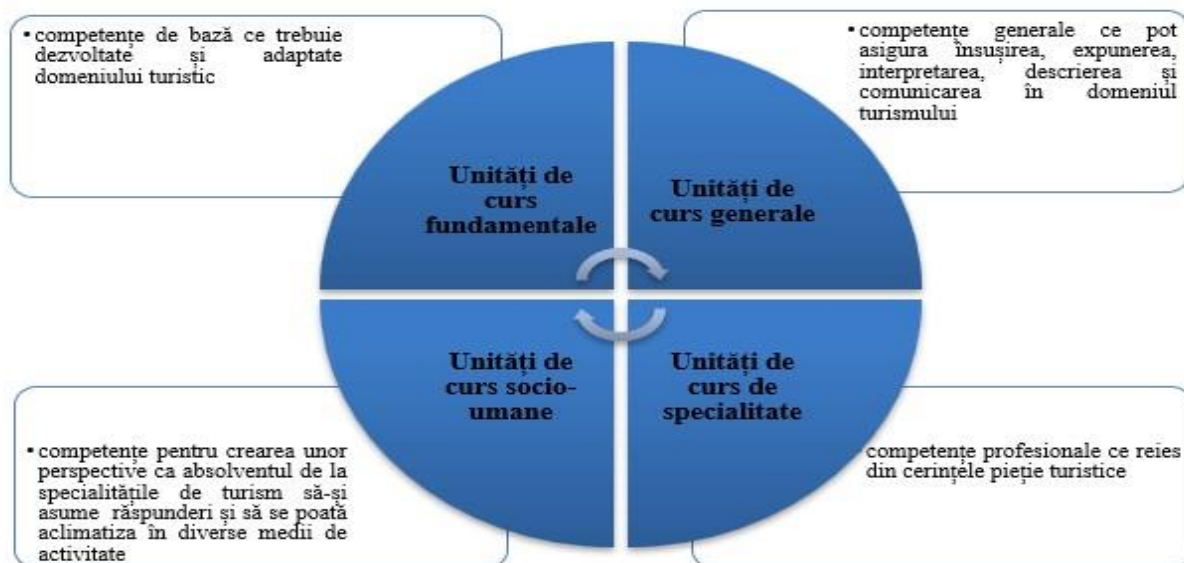 • competențe de bază ce trebuie
dezvoltate și adaptate
domeniului turistic
• competențe generale ce pot
asigura însușirea, expunerea,
interpretarea, descrierea și
comunicarea în domeniul
turismului
Unități de
curs
fundamentale
Unități de
curs generale
Unități de
curs socio-
umane
Unități de
curs de
specialitate
• competențe pentru crearea unor
perspective ca absolventul de la
specialitățile de turism să-și
asume răspunderi și să se poată
aclimatiza în diverse medii de
activitate
competențe profesionale ce reies
din cerințele pieție turistice